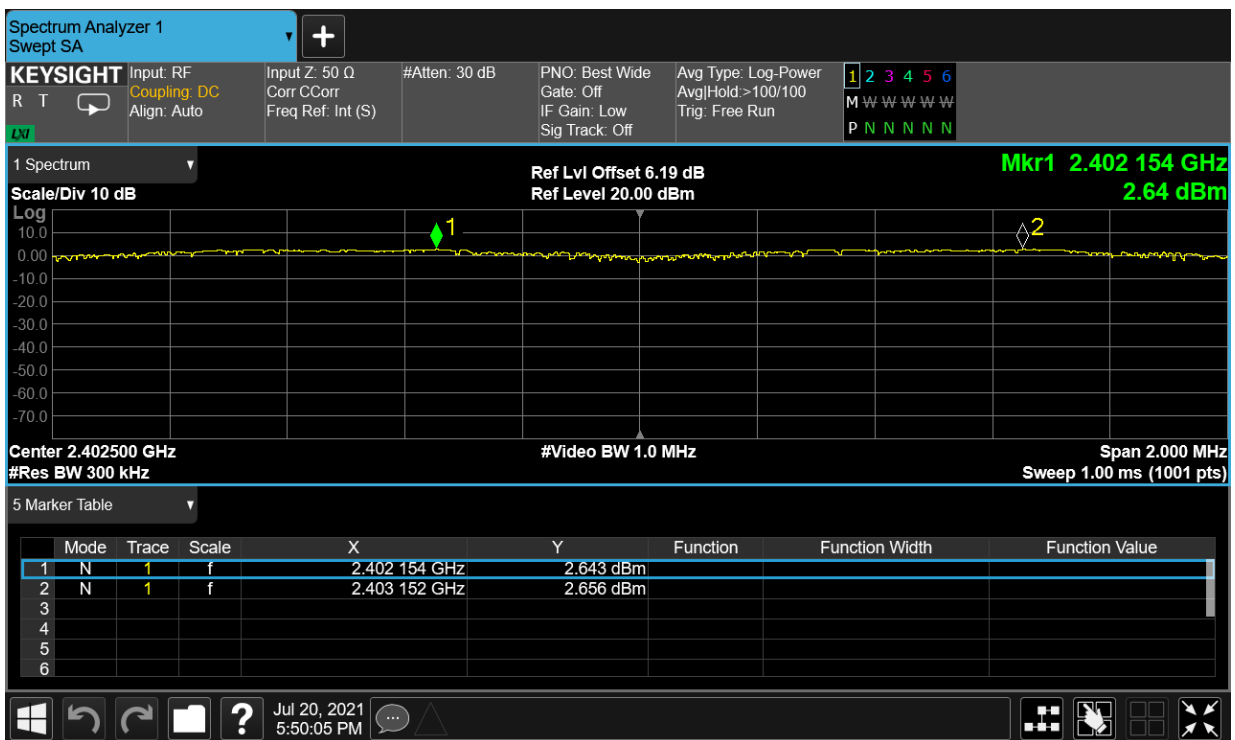 Spectrum Analyzer 1
Swept SA
+
KEYSIGHT
R T
LXI
Input: RF
Coupling: DC
Align: Auto
Input Z: 50 Ω
Corr CCorr
Freq Ref: Int (S)
#Atten: 30 dB
PNO: Best Wide
Gate: Off
IF Gain: Low
Sig Track: Off
Avg Type: Log-Power
Avg|Hold:>100/100
Trig: Free Run
1 2 3 4 5 6
M W W W W W
P N N N N N
1 Spectrum
Scale/Div 10 dB
Ref Lvl Offset 6.19 dB
Ref Level 20.00 dBm
Mkr1 2.402 154 GHz
2.64 dBm
Log
10.0
0.00
-10.0
-20.0
-30.0
-40.0
-50.0
-60.0
-70.0
1
2
Center 2.402500 GHz
#Res BW 300 kHz
#Video BW 1.0 MHz
Span 2.000 MHz
Sweep 1.00 ms (1001 pts)
5 Marker Table
Mode Trace Scale X Y Function Function Width Function Value
1 N 1 f 2.402 154 GHz 2.643 dBm
2 N 1 f 2.403 152 GHz 2.656 dBm
3
4
5
6
?
Jul 20, 2021
5:50:05 PM